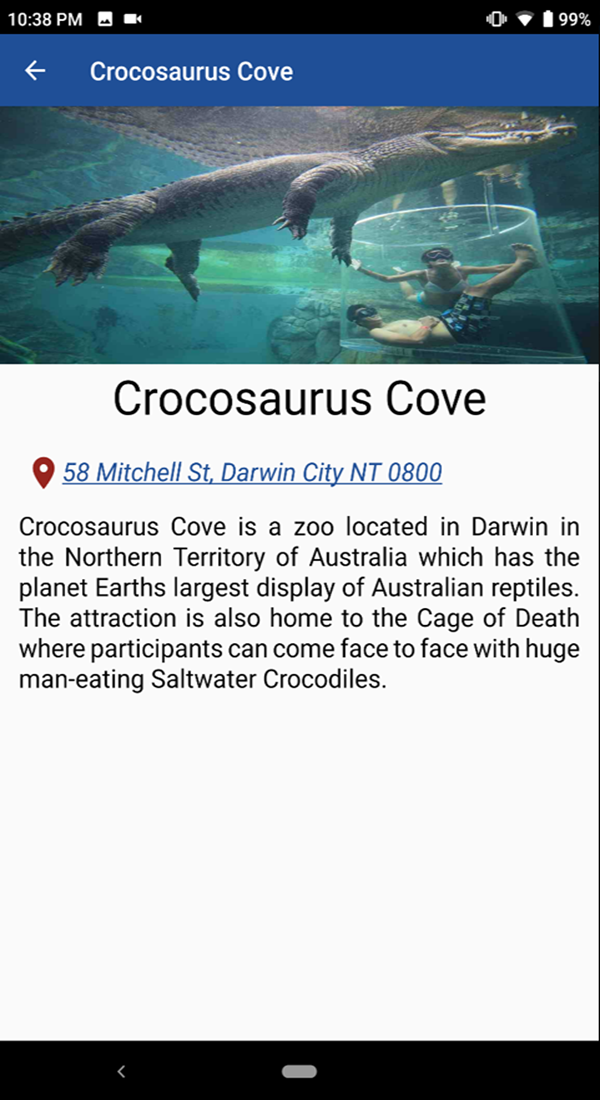 10:38 PM 99%
Crocosaurus Cove
Crocosaurus Cove
58 Mitchell St, Darwin City NT 0800
Crocosaurus Cove is a zoo located in Darwin in
the Northern Territory of Australia which has the
planet Earths largest display of Australian reptiles.
The attraction is also home to the Cage of Death
where participants can come face to face with huge
man-eating Saltwater Crocodiles.